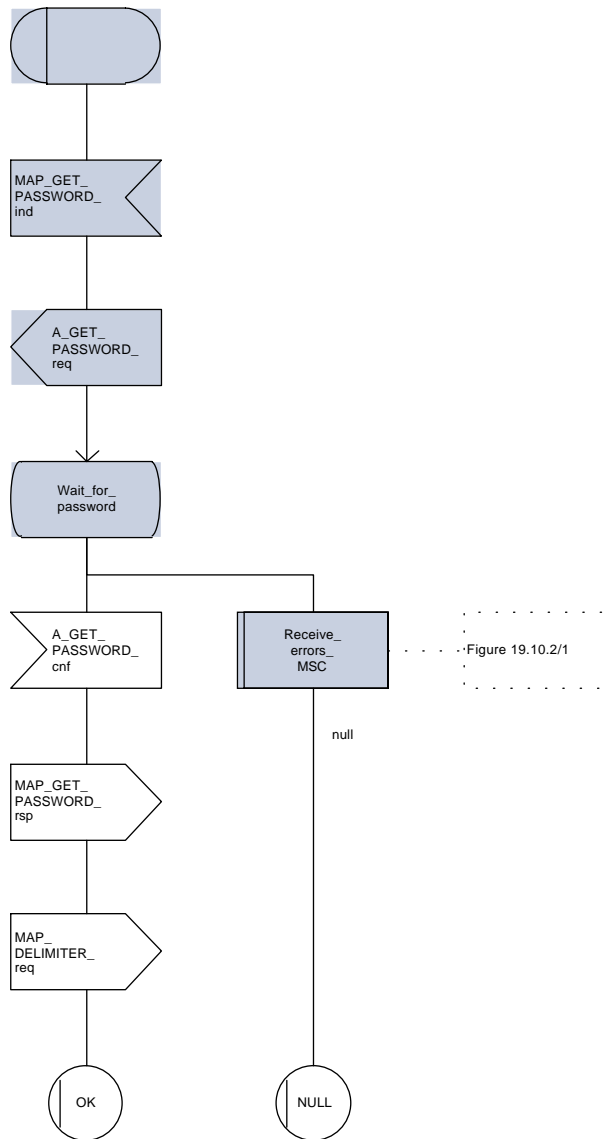 MAP_GET_
PASSWORD_
ind
A_GET_
PASSWORD_
req
Wait_for_
password
A_GET_
PASSWORD_
cnf
Receive_
errors_
MSC
Figure 19.10.2/1
null
MAP_GET_
PASSWORD_
rsp
MAP_
DELIMITER_
req
OK
NULL